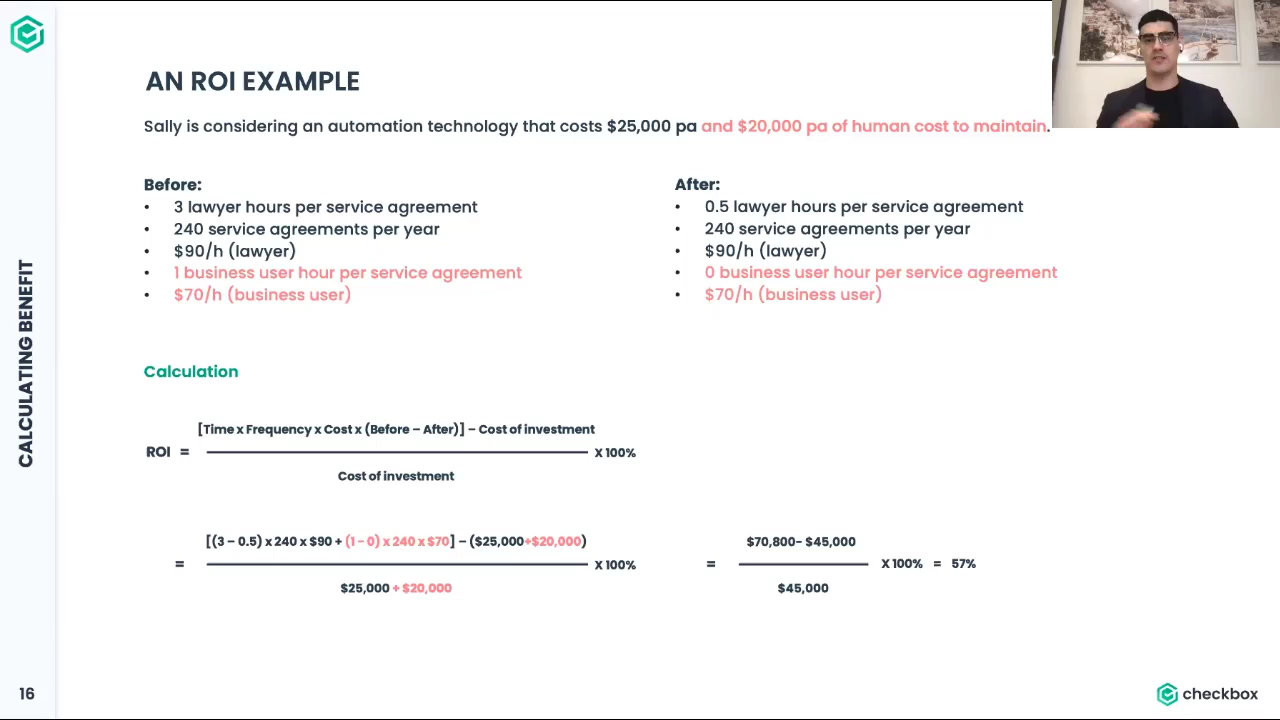 AN ROI EXAMPLE
Sally is considering an automation technology that costs $25,000 pa and $20,000 pa of human cost to maintain.
Before:
• 3 lawyer hours per service agreement
• 240 service agreements per year
• $90/h (lawyer)
• 1 business user hour per service agreement
• $70/h (business user)
After:
• 0.5 lawyer hours per service agreement
• 240 service agreements per year
• $90/h (lawyer)
• 0 business user hour per service agreement
• $70/h (business user)
CALCULATING BENEFIT
Calculation
[Time x Frequency x Cost x (Before – After)] – Cost of investment
ROI = X 100%
Cost of investment
[(3 – 0.5) x 240 x $90 + (1 – 0) x 240 x $70] – ($25,000+$20,000)
= X 100%
$25,000 + $20,000
$70,800– $45,000
= X 100% = 57%
$45,000
16
checkbox